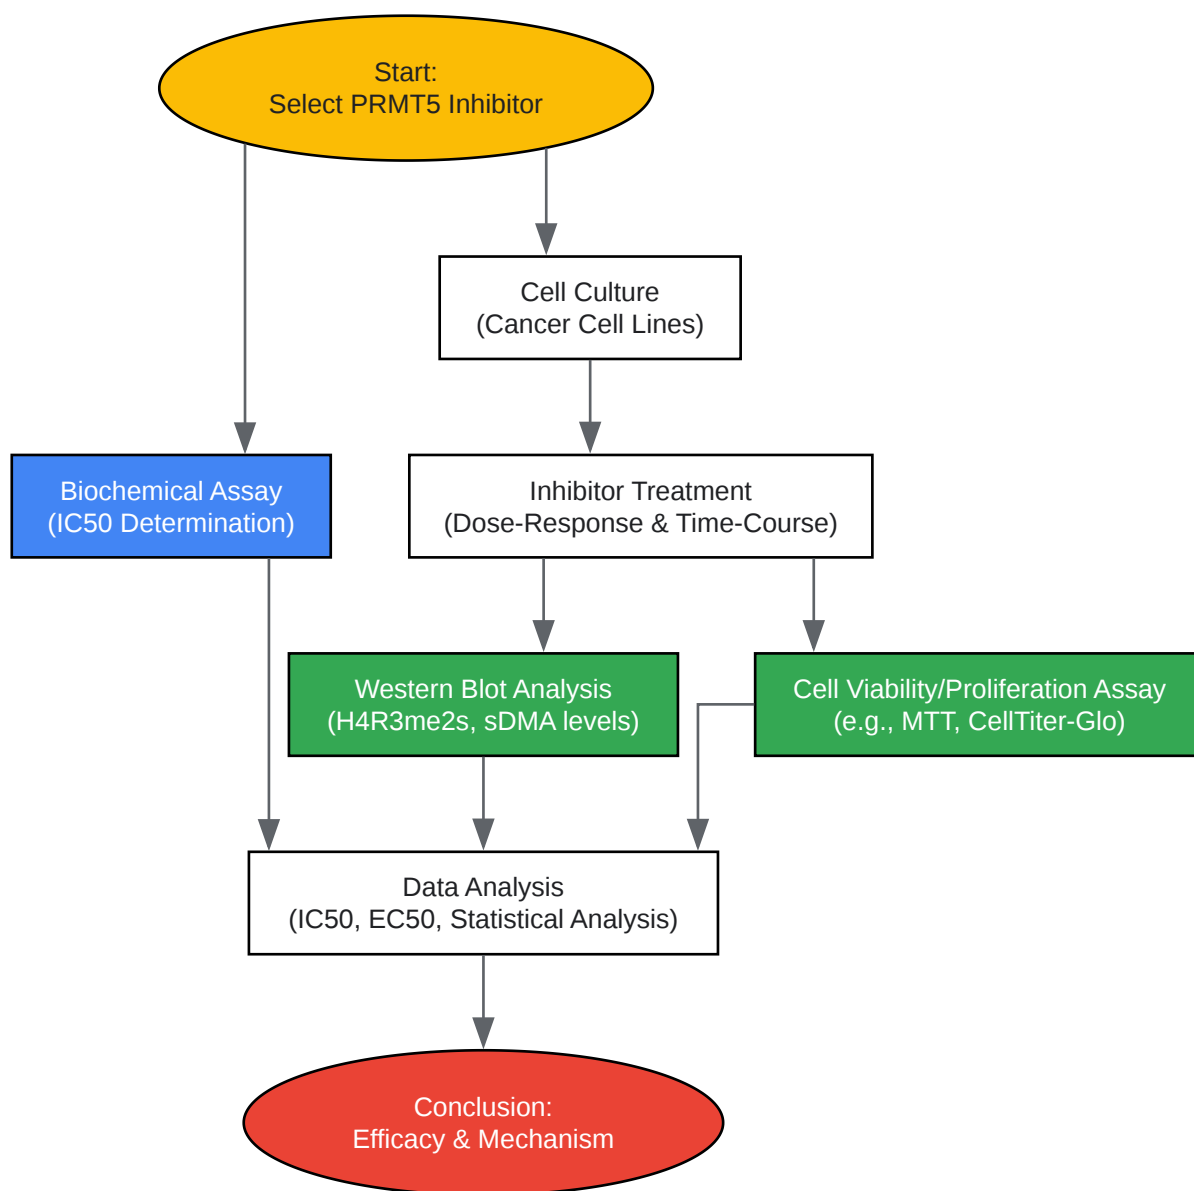 Start:
Select PRMT5 Inhibitor
Cell Culture
(Cancer Cell Lines)
Biochemical Assay
(IC50 Determination)
Inhibitor Treatment
(Dose-Response & Time-Course)
Western Blot Analysis
(H4R3me2s, sDMA levels)
Cell Viability/Proliferation Assay
(e.g., MTT, CellTiter-Glo)
Data Analysis
(IC50, EC50, Statistical Analysis)
Conclusion:
Efficacy & Mechanism